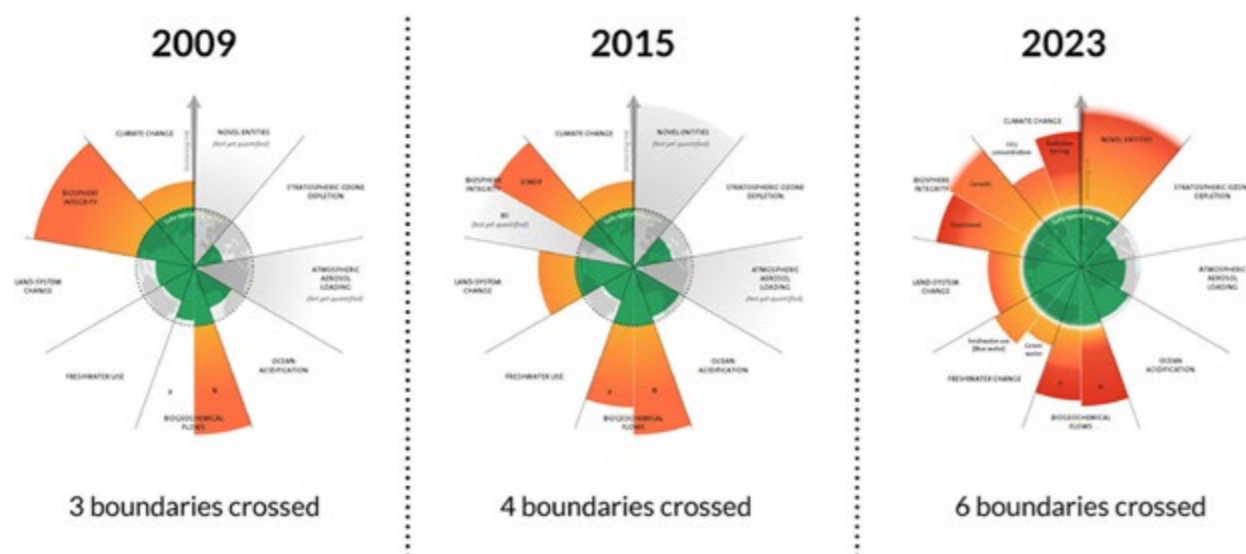 2009
CLIMATE CHANGE
NOVEL ENTITIES
(Not yet quantified)
STRATOSPHERIC OZONE
DEPLETION
BIOSPHERE
INTEGRITY
ATMOSPHERIC
AEROSOL
LOADING
(Not yet quantified)
LAND-SYSTEM
CHANGE
OCEAN
ACIDIFICATION
FRESHWATER USE
P
N
BIOGEOCHEMICAL
FLOWS
3 boundaries crossed
2015
CLIMATE CHANGE
NOVEL ENTITIES
(Not yet quantified)
STRATOSPHERIC OZONE
DEPLETION
BIOSPHERE
INTEGRITY
E/MSY
BII
(Not yet quantified)
ATMOSPHERIC
AEROSOL
LOADING
(Not yet quantified)
LAND-SYSTEM
CHANGE
OCEAN
ACIDIFICATION
FRESHWATER USE
P
N
BIOGEOCHEMICAL
FLOWS
4 boundaries crossed
2023
CLIMATE CHANGE
NOVEL ENTITIES
CO2
concentration
Radiative
forcing
STRATOSPHERIC OZONE
DEPLETION
BIOSPHERE
INTEGRITY
Genetic
Functional
Safe operating space
ATMOSPHERIC
AEROSOL
LOADING
LAND-SYSTEM
CHANGE
Freshwater use
(Blue water)
Green
water
FRESHWATER CHANGE
OCEAN
ACIDIFICATION
P
N
BIOGEOCHEMICAL
FLOWS
6 boundaries crossed